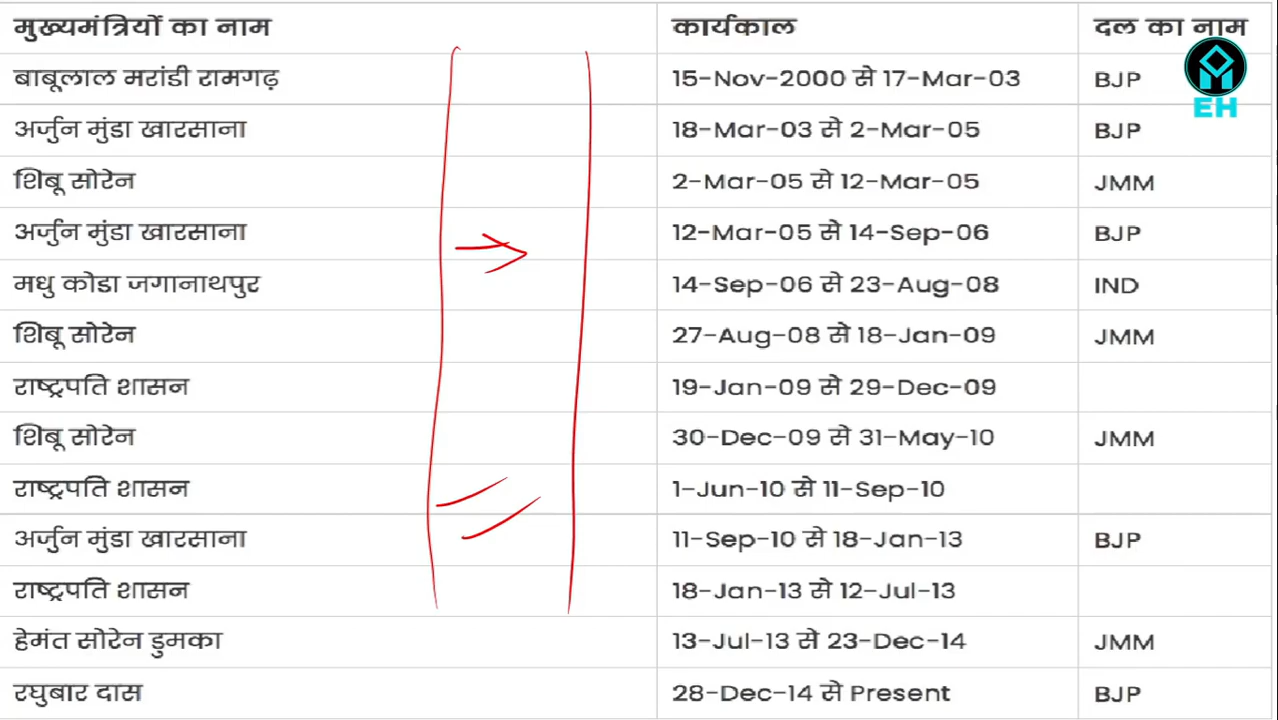 मुख्यमंत्रियों का नाम कार्यकाल दल का नाम
बाबूलाल मरांडी रामगढ़ 15-Nov-2000 से 17-Mar-03 BJP
EH
अर्जुन मुंडा खारसाना 18-Mar-03 से 2-Mar-05 BJP
शिबू सोरेन 2-Mar-05 से 12-Mar-05 JMM
अर्जुन मुंडा खारसाना 12-Mar-05 से 14-Sep-06 BJP
मधु कोडा जगानाथपुर 14-Sep-06 से 23-Aug-08 IND
शिबू सोरेन 27-Aug-08 से 18-Jan-09 JMM
राष्ट्रपति शासन 19-Jan-09 से 29-Dec-09
शिबू सोरेन 30-Dec-09 से 31-May-10 JMM
राष्ट्रपति शासन 1-Jun-10 से 11-Sep-10
अर्जुन मुंडा खारसाना 11-Sep-10 से 18-Jan-13 BJP
राष्ट्रपति शासन 18-Jan-13 से 12-Jul-13
हेमंत सोरेन डुमका 13-Jul-13 से 23-Dec-14 JMM
रघुबार दास 28-Dec-14 से Present BJP